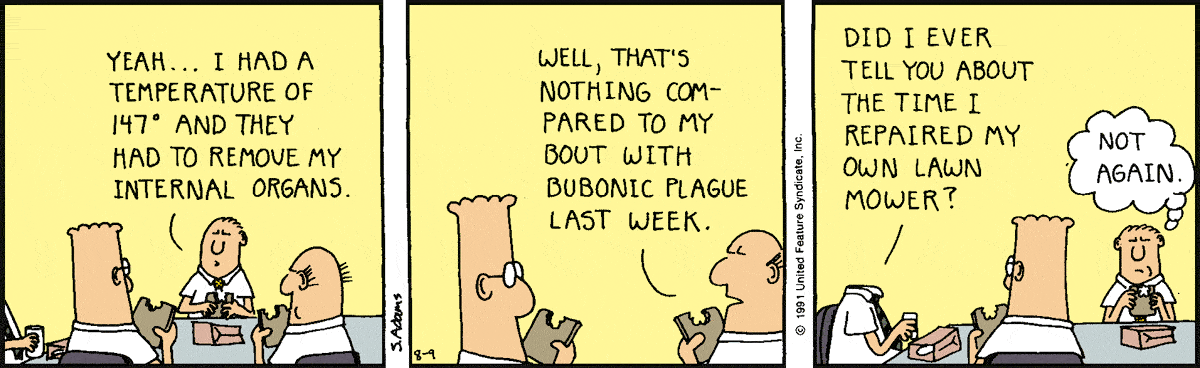 YEAH... I HAD A
TEMPERATURE OF
147° AND THEY
HAD TO REMOVE MY
INTERNAL ORGANS.
S. Adams
WELL, THAT'S
NOTHING COM-
PARED TO MY
BOUT WITH
BUBONIC PLAGUE
LAST WEEK.
8-9
© 1991 United Feature Syndicate, Inc.
DID I EVER
TELL YOU ABOUT
THE TIME I
REPAIRED MY
OWN LAWN
MOWER?
NOT
AGAIN.